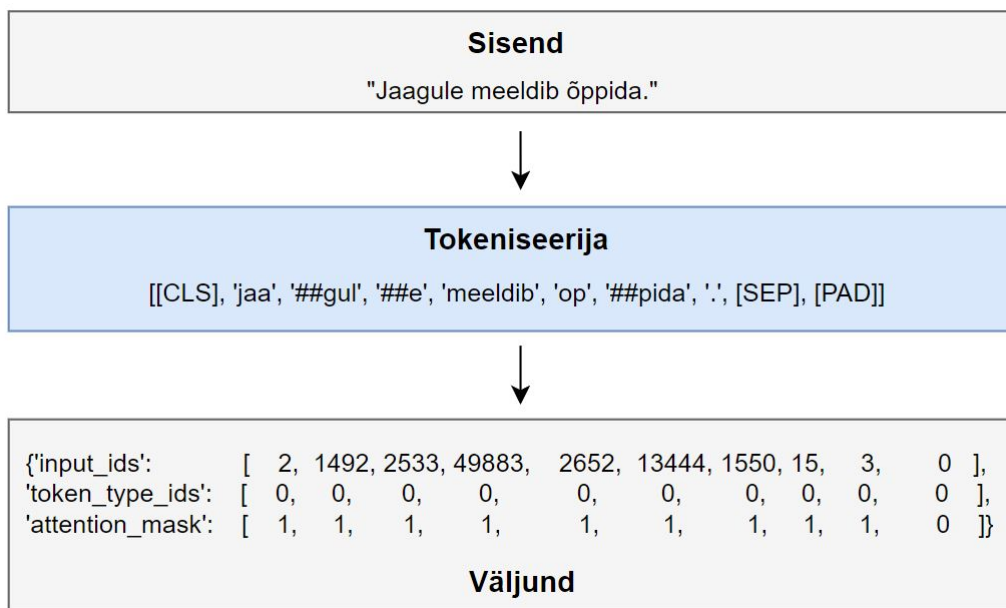 Sisend
"Jaagule meeldib õppida."
Tokeniseerija
[[CLS], 'jaa', '##gul', '##e', 'meeldib', 'op', '##pida', '.', [SEP], [PAD]]
{'input_ids': [ 2, 1492, 2533, 49883, 2652, 13444, 1550, 15, 3, 0 ],
'token_type_ids': [ 0, 0, 0, 0, 0, 0, 0, 0, 0, 0 ],
'attention_mask': [ 1, 1, 1, 1, 1, 1, 1, 1, 1, 0 ]}
Väljund